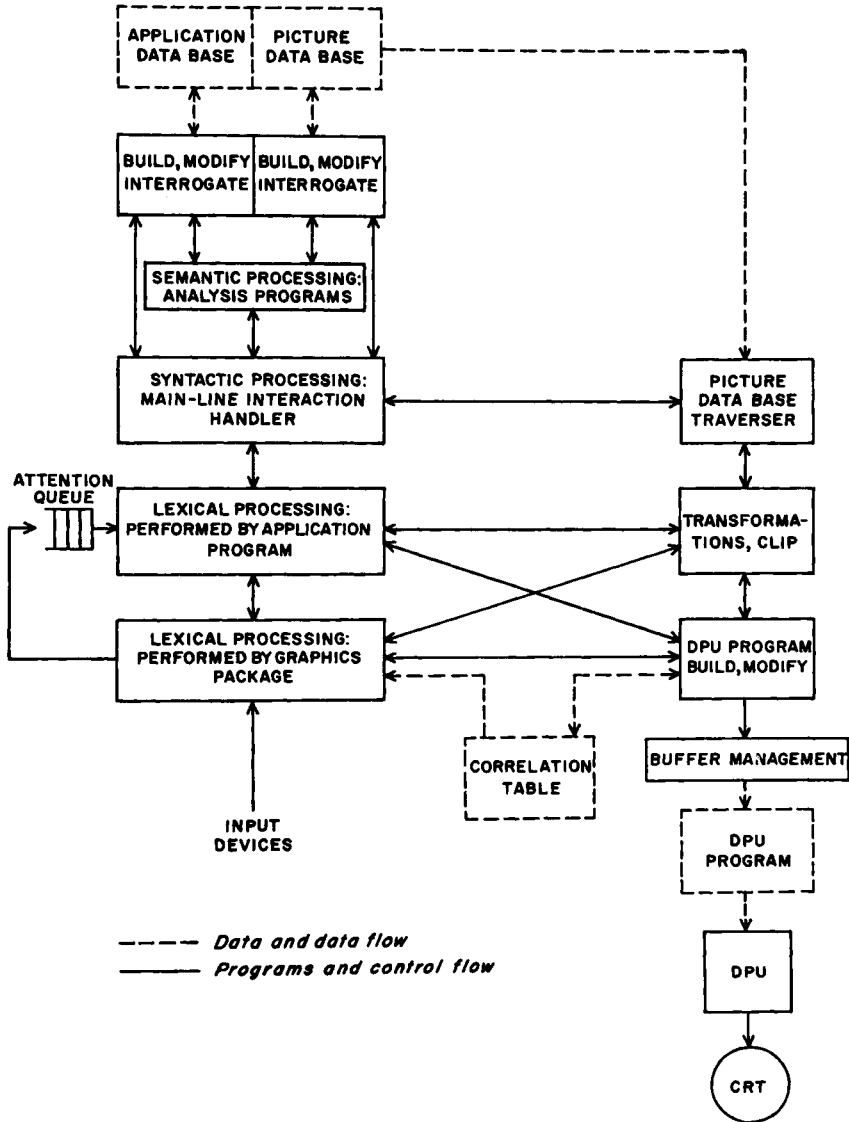 APPLICATION
DATA BASE
PICTURE
DATA BASE
BUILD, MODIFY
INTERROGATE
BUILD, MODIFY
INTERROGATE
SEMANTIC PROCESSING:
ANALYSIS PROGRAMS
SYNTACTIC PROCESSING:
MAIN-LINE INTERACTION
HANDLER
PICTURE
DATA BASE
TRAVERSER
ATTENTION
QUEUE
LEXICAL PROCESSING:
PERFORMED BY APPLICATION
PROGRAM
TRANSFORMA-
TIONS, CLIP
LEXICAL PROCESSING:
PERFORMED BY GRAPHICS
PACKAGE
DPU PROGRAM
BUILD, MODIFY
CORRELATION
TABLE
BUFFER MANAGEMENT
INPUT
DEVICES
DPU
PROGRAM
Data and data flow
Programs and control flow
DPU
CRT